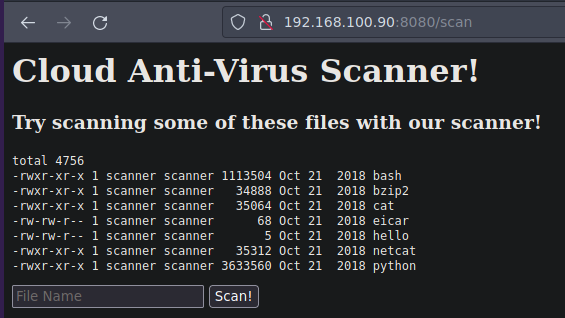 192.168.100.90:8080/scan
Cloud Anti-Virus Scanner!
Try scanning some of these files with our scanner!
total 4756
-rwxr-xr-x 1 scanner scanner 1113504 Oct 21  2018 bash
-rwxr-xr-x 1 scanner scanner   34888 Oct 21  2018 bzip2
-rwxr-xr-x 1 scanner scanner   35064 Oct 21  2018 cat
-rw-rw-r-- 1 scanner scanner      68 Oct 21  2018 eicar
-rw-rw-r-- 1 scanner scanner       5 Oct 21  2018 hello
-rwxr-xr-x 1 scanner scanner   35312 Oct 21  2018 netcat
-rwxr-xr-x 1 scanner scanner 3633560 Oct 21  2018 python
File Name Scan!